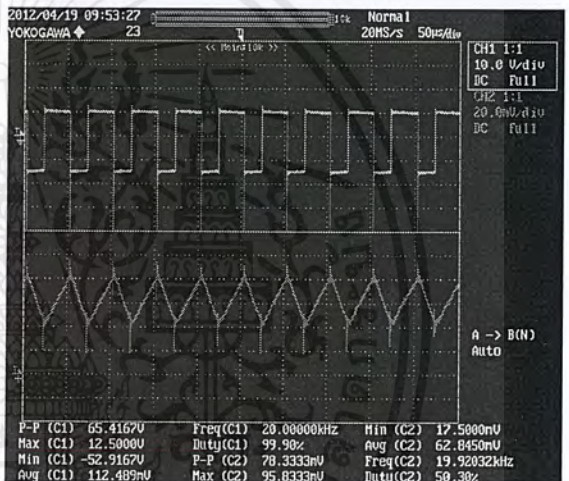 2012/04/19 09:53:27
Normal
YOKOGAWA
23
20MS/s 50µs/div
<< Main:10k >>
CH1 1:1
10.0 V/div
DC Full
CH2 1:1
20.0mV/div
DC Full
A -> B(N)
Auto
P-P (C1) 65.4167V Freq(C1) 20.00000kHz Min (C2) 17.5000mV
Max (C1) 12.5000V Duty(C1) 99.90% Avg (C2) 62.8450mV
Min (C1) -52.9167V P-P (C2) 78.3333mV Freq(C2) 19.92032kHz
Avg (C1) 112.489mV Max (C2) 95.8333mV Duty(C2) 50.30%